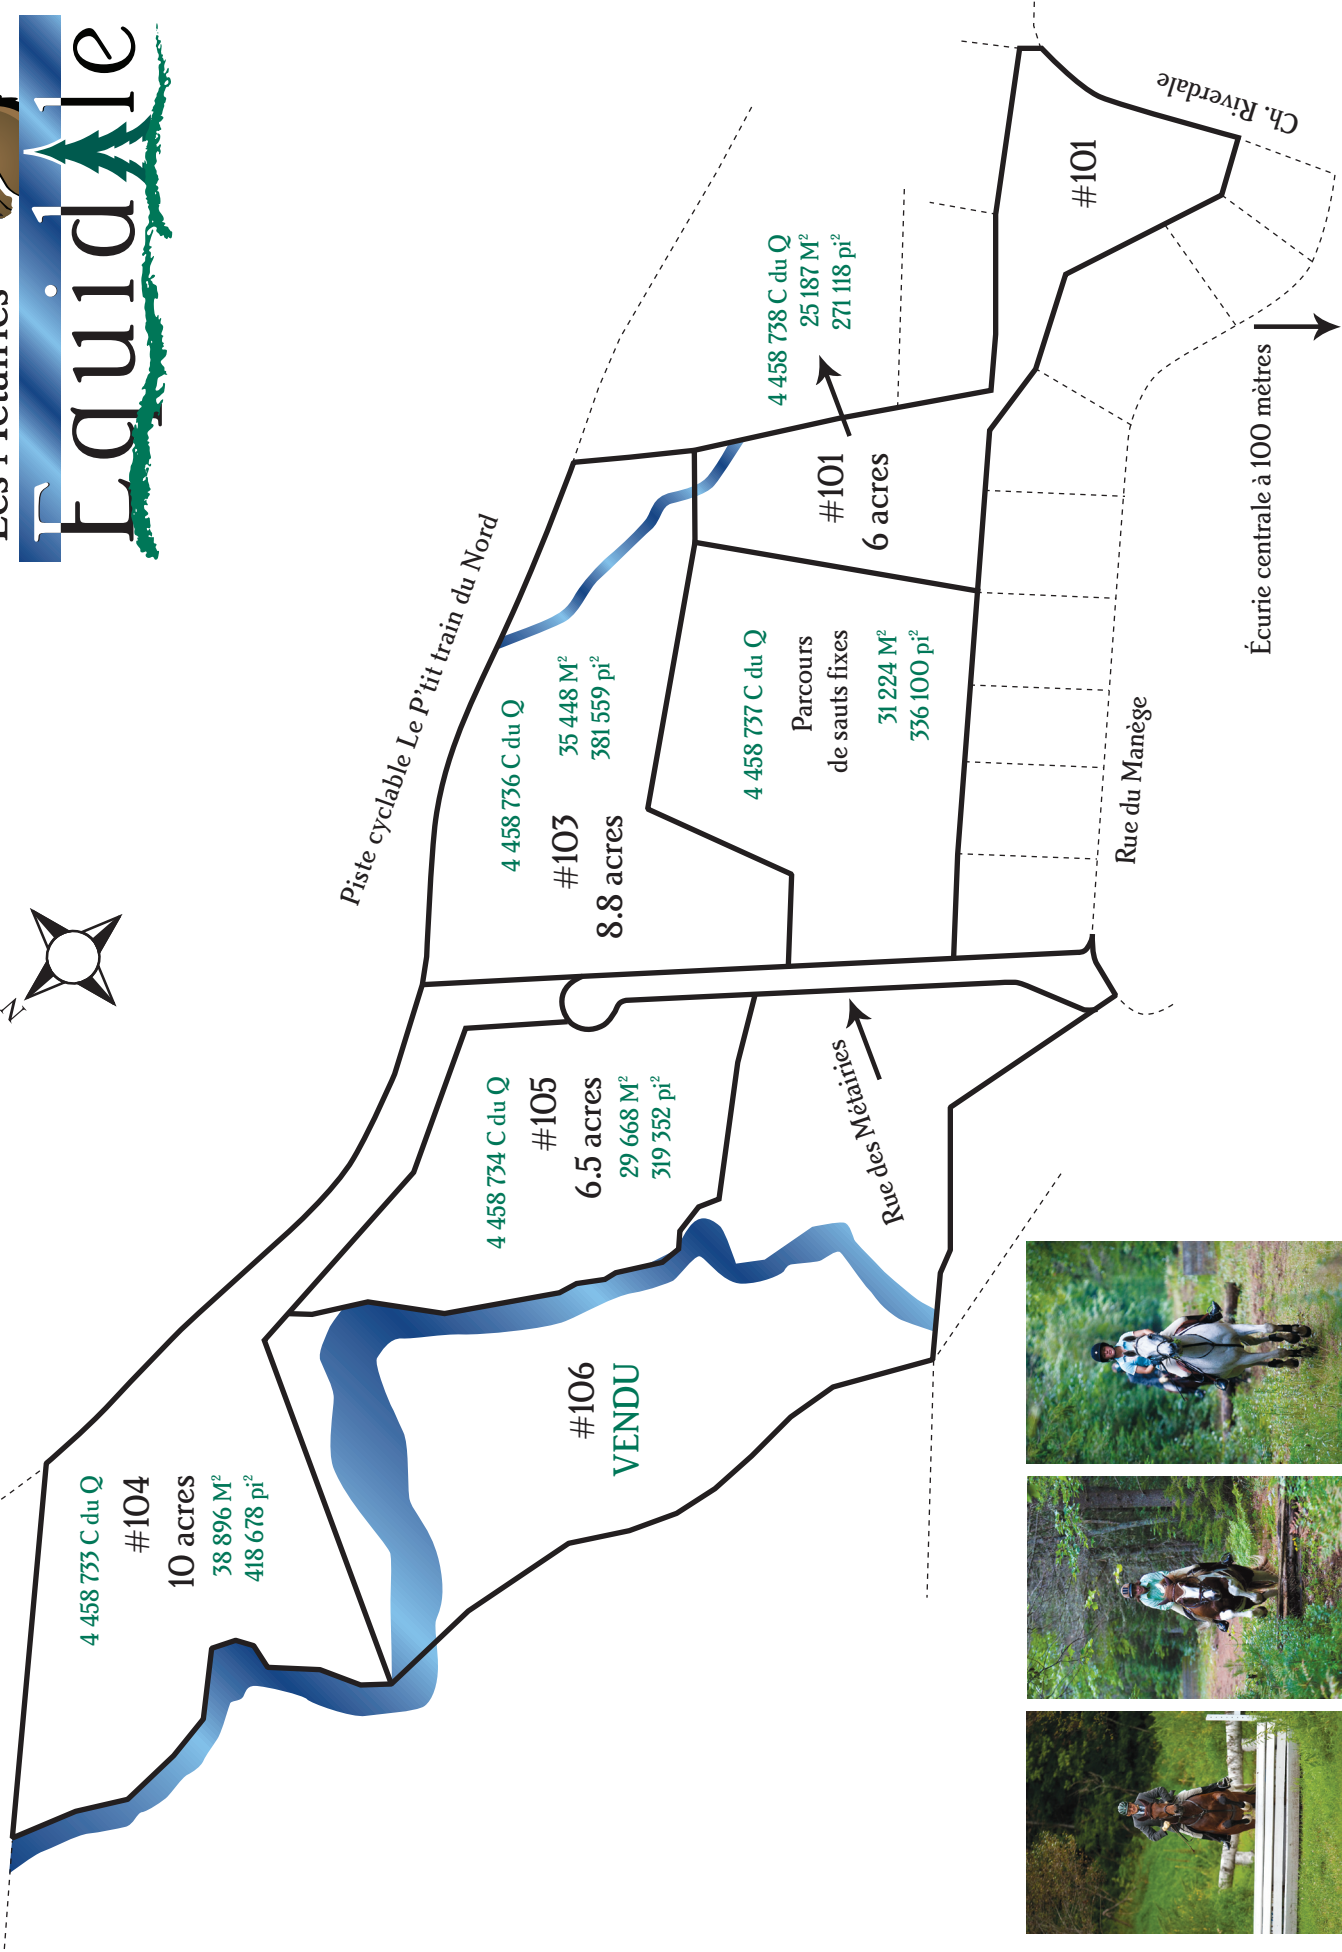 Les Métairies
Equidale
N
Piste cyclable Le P'tit train du Nord
4 458 733 C du Q
#104
10 acres
38 896 M²
418 678 pi²
4 458 734 C du Q
#105
6.5 acres
29 668 M²
319 352 pi²
#106
VENDU
4 458 736 C du Q
35 448 M²
381 559 pi²
#103
8.8 acres
4 458 737 C du Q
Parcours
de sauts fixes
31 224 M²
336 100 pi²
4 458 738 C du Q
25 187 M²
271 118 pi²
#101
6 acres
#101
Ch. Riverdale
Rue des Métairies
Rue du Manège
Écurie centrale à 100 mètres